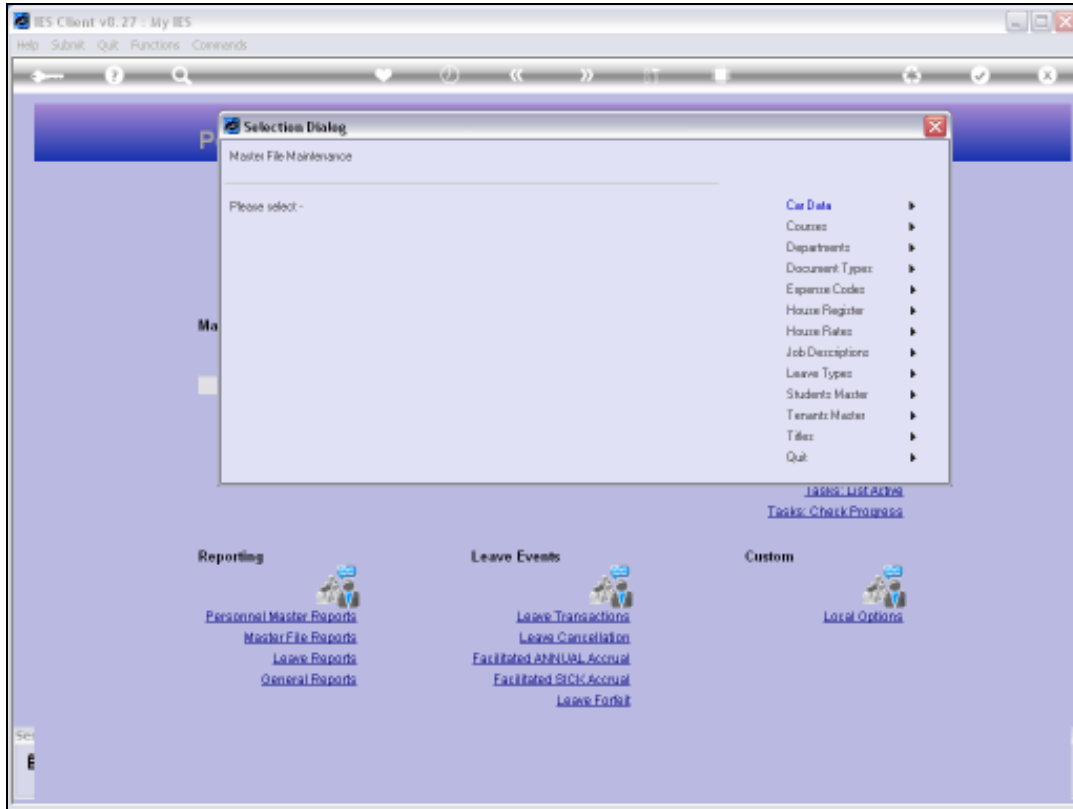 IES Client v8.27 : My IES
Help Submit Quit Functions Commands
Selection Dialog
P
Master File Maintenance
Please select -
Car Data
Courses
Departments
Document Types
Expense Codes
House Register
House Rates
Job Descriptions
Leave Types
Students Master
Tenants Master
Titles
Quit
Ma
Tasks: List Active
Tasks: Check Progress
Reporting Leave Events Custom
Personnel Master Reports Leave Transactions Local Options
Master File Reports Leave Cancellation
Leave Reports Facilitated ANNUAL Accrual
General Reports Facilitated SICK Accrual
Leave Forfeit
Se